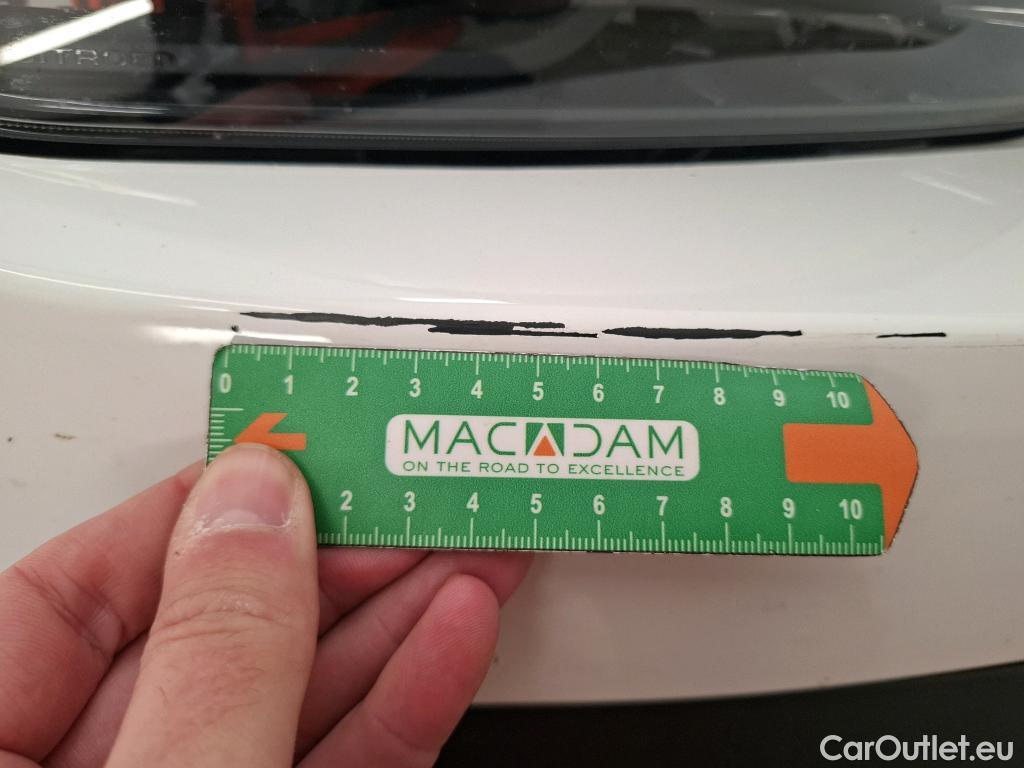 CITROËN
0 1 2 3 4 5 6 7 8 9 10
MACADAM
ON THE ROAD TO EXCELLENCE
2 3 4 5 6 7 8 9 10
CarOutlet.eu